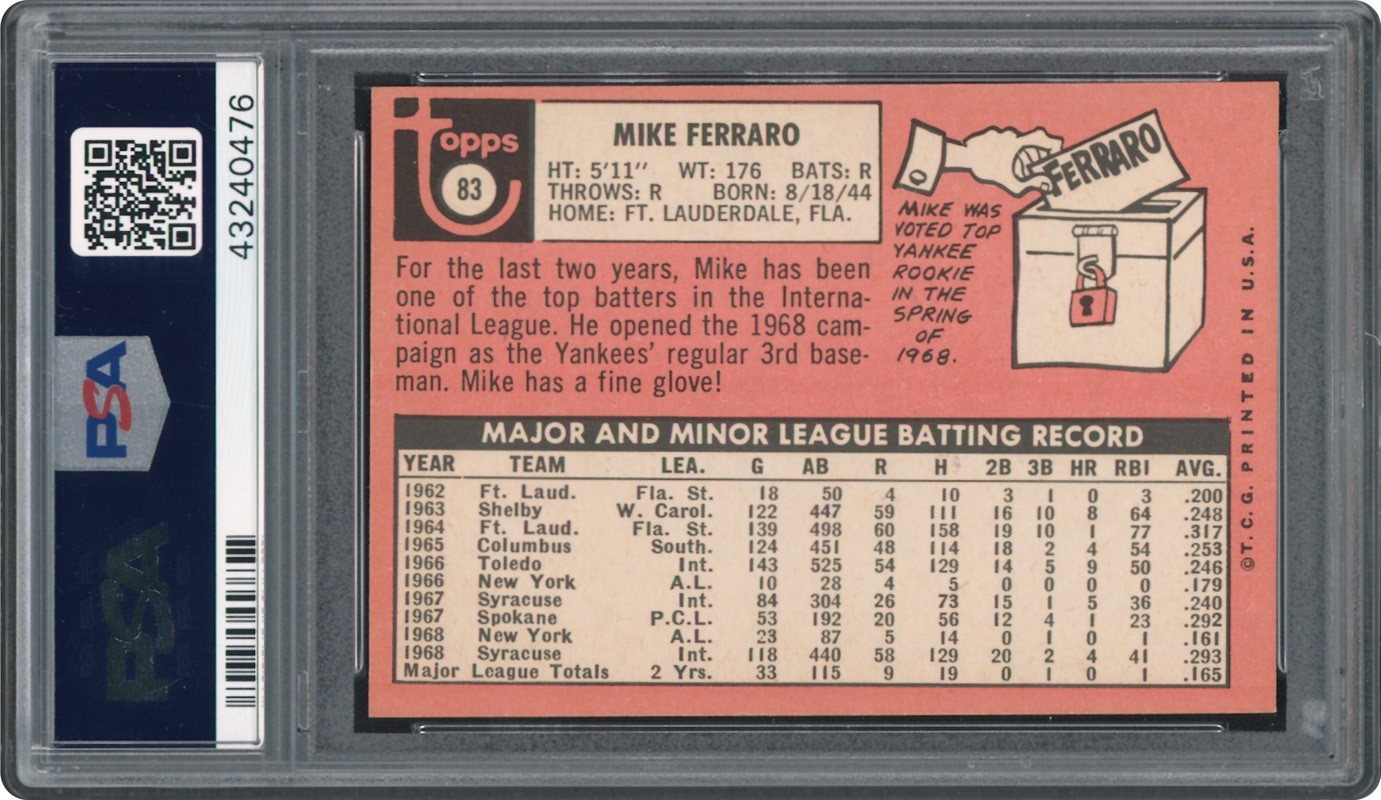 43240476
PSA
PSA
Topps
83
MIKE FERRARO
HT: 5'11" WT: 176 BATS: R
THROWS: R BORN: 8/18/44
HOME: FT. LAUDERDALE, FLA.
For the last two years, Mike has been
one of the top batters in the Interna-
tional League. He opened the 1968 cam-
paign as the Yankees' regular 3rd base-
man. Mike has a fine glove!
FERRARO
MIKE WAS
VOTED TOP
YANKEE
ROOKIE
IN THE
SPRING
OF
1968.
MAJOR AND MINOR LEAGUE BATTING RECORD
YEAR TEAM LEA. G AB R H 2B 3B HR RBI AVG.
1962 Ft. Laud. Fla. St. 18 50 4 10 3 1 0 3 .200
1963 Shelby W. Carol. 122 447 59 111 16 10 8 64 .248
1964 Ft. Laud. Fla. St. 139 498 60 158 19 10 1 77 .317
1965 Columbus South. 124 451 48 114 18 2 4 54 .253
1966 Toledo Int. 143 525 54 129 14 5 9 50 .246
1966 New York A.L. 10 28 4 5 0 0 0 0 .179
1967 Syracuse Int. 84 304 26 73 15 1 5 36 .240
1967 Spokane P.C.L. 53 192 20 56 12 4 1 23 .292
1968 New York A.L. 23 87 5 14 0 1 0 1 .161
1968 Syracuse Int. 118 440 58 129 20 2 4 41 .293
Major League Totals 2 Yrs. 33 115 9 19 0 1 0 1 .165
©T.C.G. PRINTED IN U.S.A.